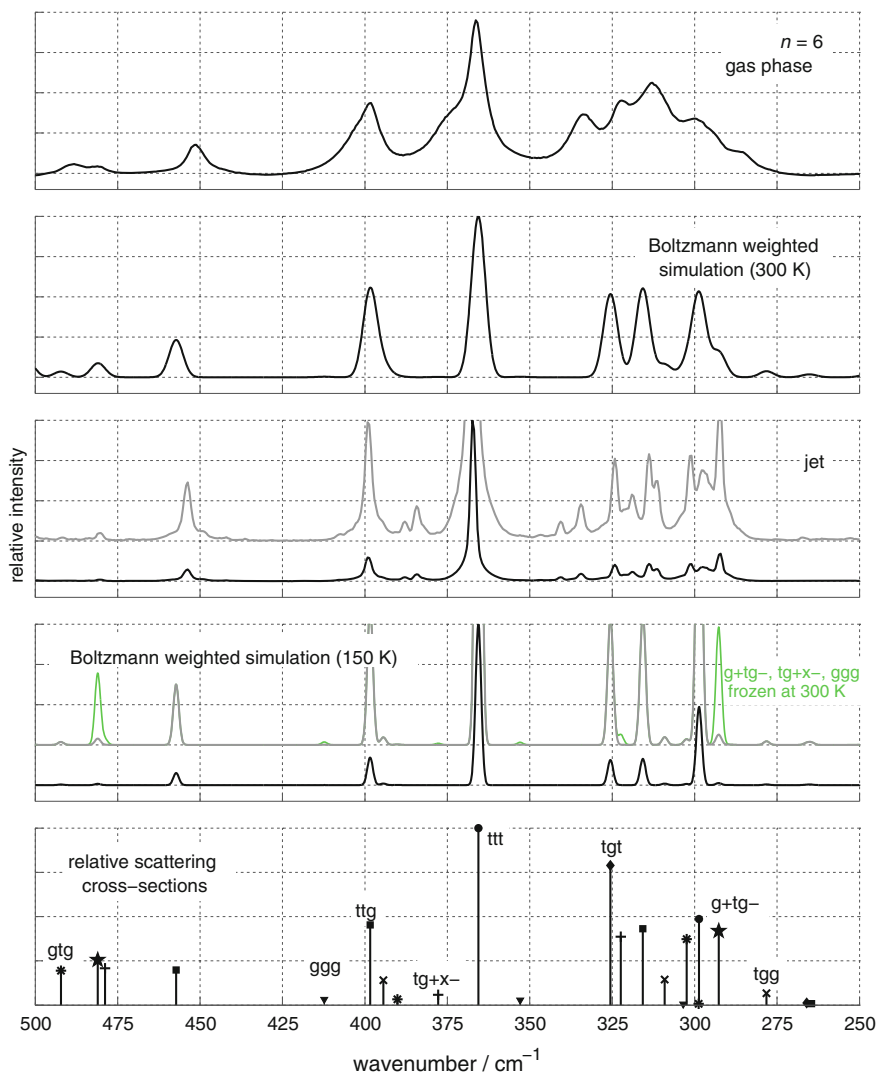 n = 6
gas phase
Boltzmann weighted
simulation (300 K)
jet
relative intensity
Boltzmann weighted simulation (150 K)
g+tg−, tg+x−, ggg
frozen at 300 K
relative scattering
cross−sections
ttt
tgt
ttg
g+tg−
gtg
ggg
tg+x−
tgg
500 475 450 425 400 375 350 325 300 275 250
wavenumber / cm−1